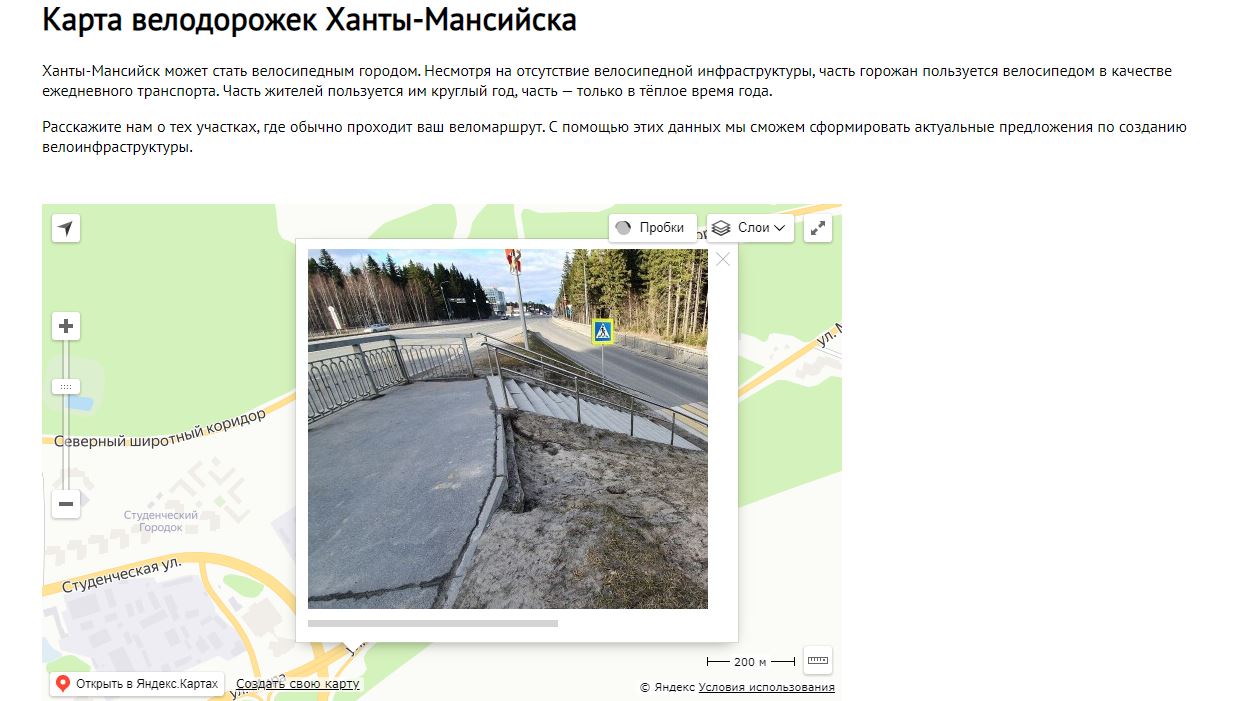 Карта велодорожек Ханты-Мансийска
Ханты-Мансийск может стать велосипедным городом. Несмотря на отсутствие велосипедной инфраструктуры, часть горожан пользуется велосипедом в качестве
ежедневного транспорта. Часть жителей пользуется им круглый год, часть — только в тёплое время года.
Расскажите нам о тех участках, где обычно проходит ваш веломаршрут. С помощью этих данных мы сможем сформировать актуальные предложения по созданию
велоинфраструктуры.
Пробки
Слои
ул.
Северный широтный коридор
Студенческий
Городок
Студенческая ул.
200 м
Открыть в Яндекс.Картах
Создать свою карту
© Яндекс Условия использования